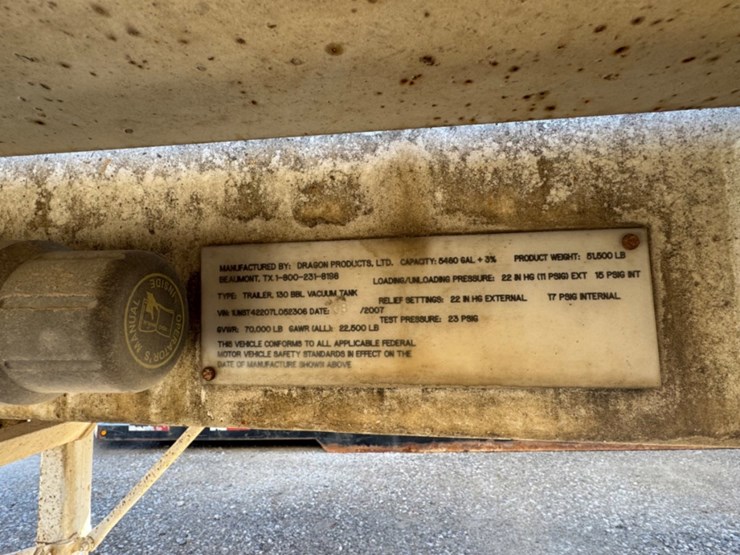 MANUFACTURED BY: DRAGON PRODUCTS, LTD. CAPACITY: 5460 GAL + 3% PRODUCT WEIGHT: 51,500 LB
BEAUMONT, TX. 1-800-231-8198 LOADING/UNLOADING PRESSURE: 22 IN HG (11 PSIG) EXT 15 PSIG INT
TYPE: TRAILER, 130 BBL VACUUM TANK RELIEF SETTINGS: 22 IN HG EXTERNAL 17 PSIG INTERNAL
VIN: 1UNST42207L052306 DATE: /2007 TEST PRESSURE: 23 PSIG
GVWR: 70,000 LB GAWR (ALL): 22,500 LB
THIS VEHICLE CONFORMS TO ALL APPLICABLE FEDERAL
MOTOR VEHICLE SAFETY STANDARDS IN EFFECT ON THE
DATE OF MANUFACTURE SHOWN ABOVE
OPERATOR'S MANUAL INSIDE